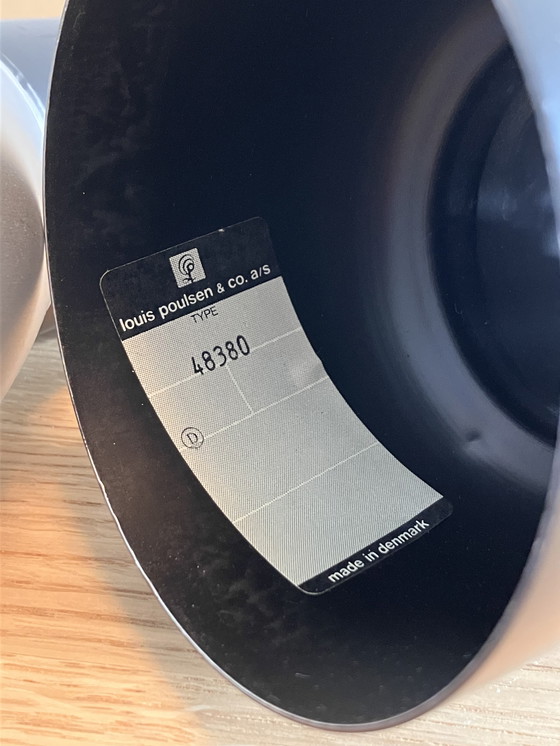 louis poulsen & co. a/s
TYPE
48380
D
made in denmark